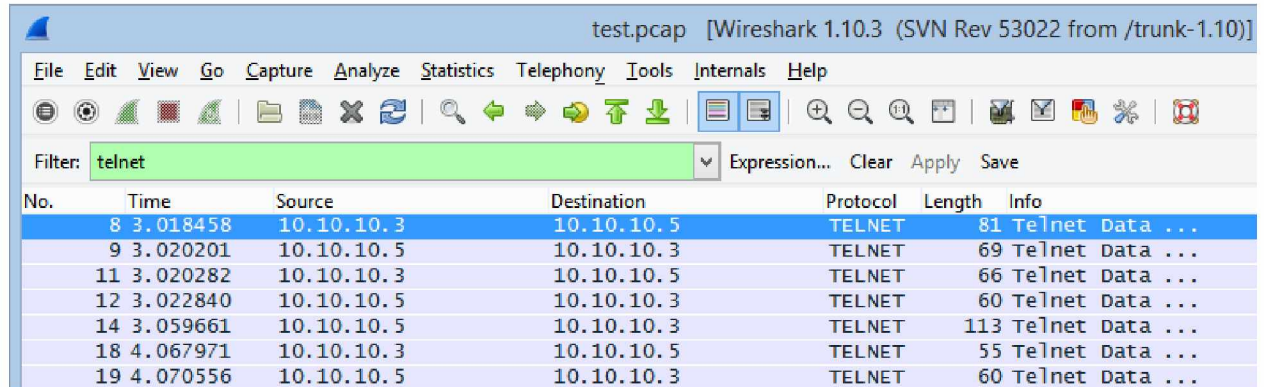 test.pcap [Wireshark 1.10.3 (SVN Rev 53022 from /trunk-1.10)]
File Edit View Go Capture Analyze Statistics Telephony Tools Internals Help
Filter: telnet Expression... Clear Apply Save
No. Time Source Destination Protocol Length Info
8 3.018458 10.10.10.3 10.10.10.5 TELNET 81 Telnet Data ...
9 3.020201 10.10.10.5 10.10.10.3 TELNET 69 Telnet Data ...
11 3.020282 10.10.10.3 10.10.10.5 TELNET 66 Telnet Data ...
12 3.022840 10.10.10.5 10.10.10.3 TELNET 60 Telnet Data ...
14 3.059661 10.10.10.5 10.10.10.3 TELNET 113 Telnet Data ...
18 4.067971 10.10.10.3 10.10.10.5 TELNET 55 Telnet Data ...
19 4.070556 10.10.10.5 10.10.10.3 TELNET 60 Telnet Data ...